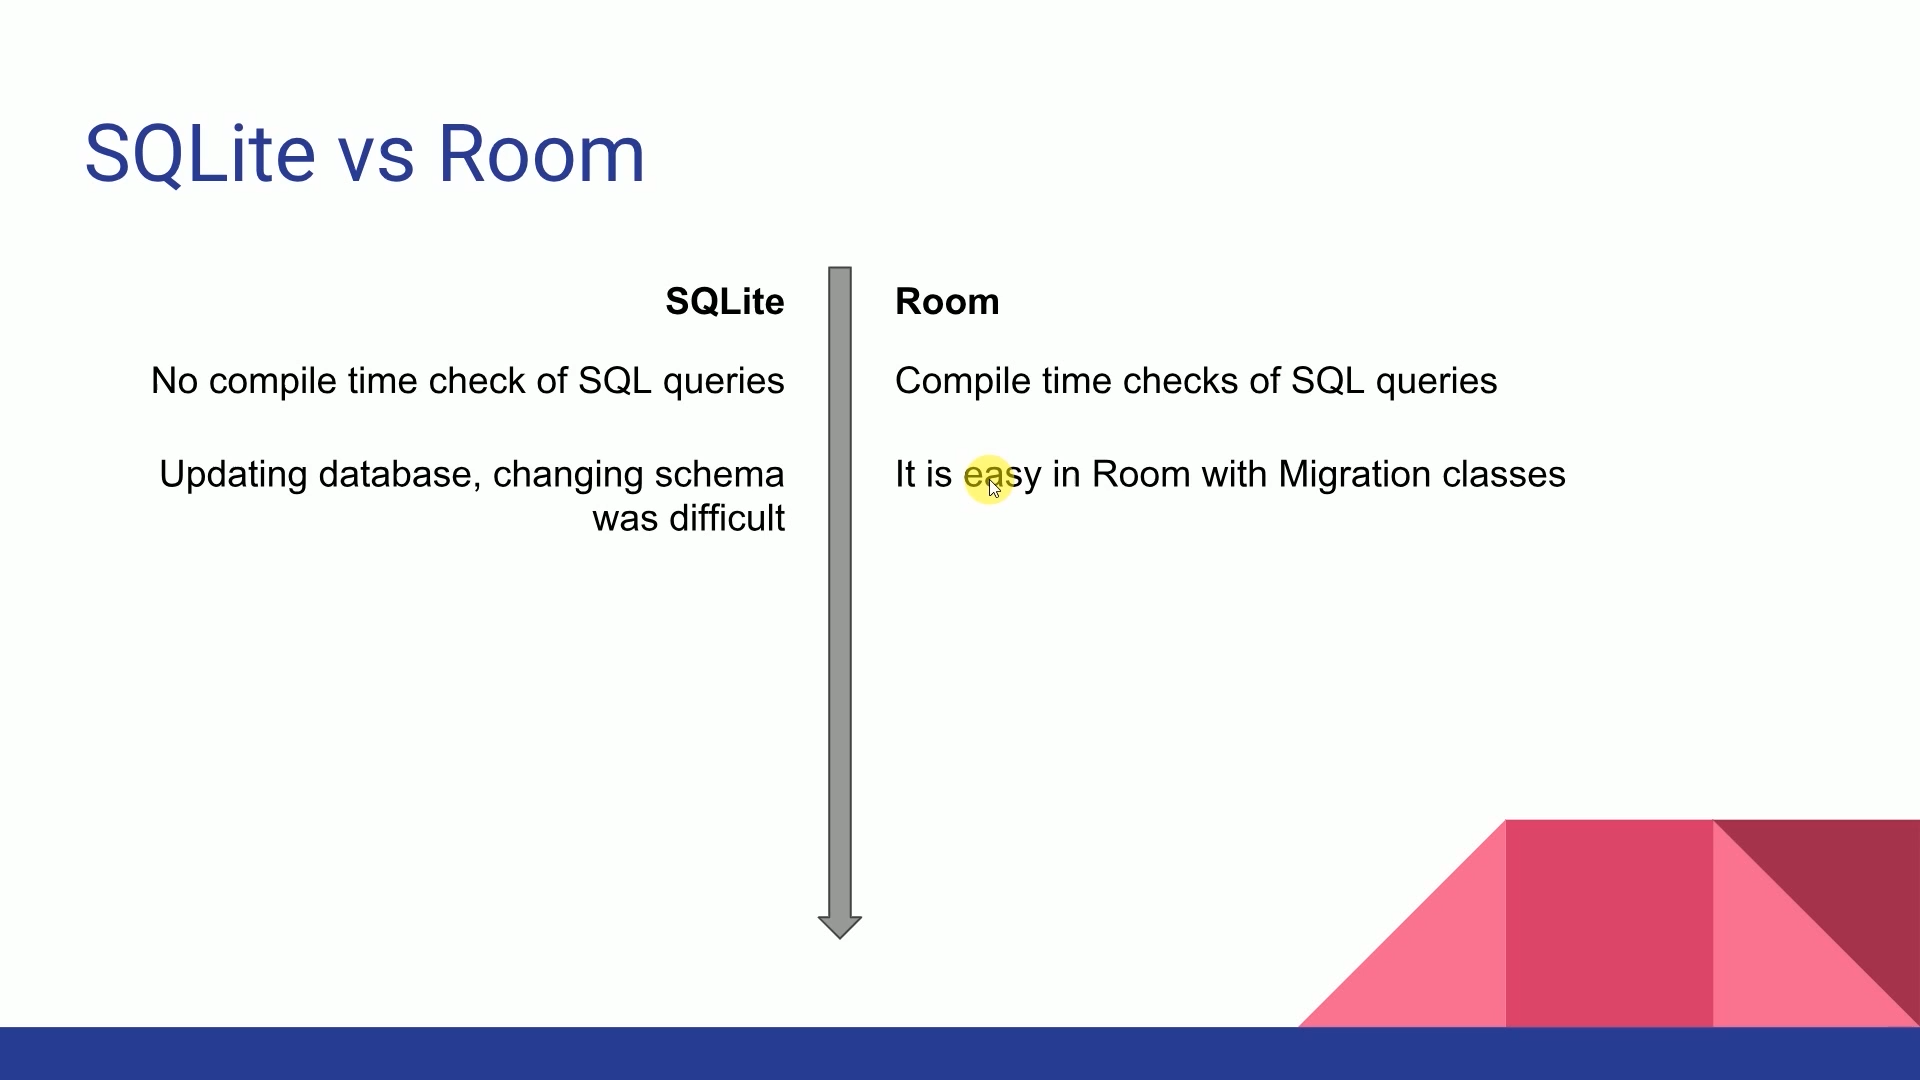 SQLite vs Room
SQLite
Room
No compile time check of SQL queries
Compile time checks of SQL queries
Updating database, changing schema
was difficult
It is easy in Room with Migration classes